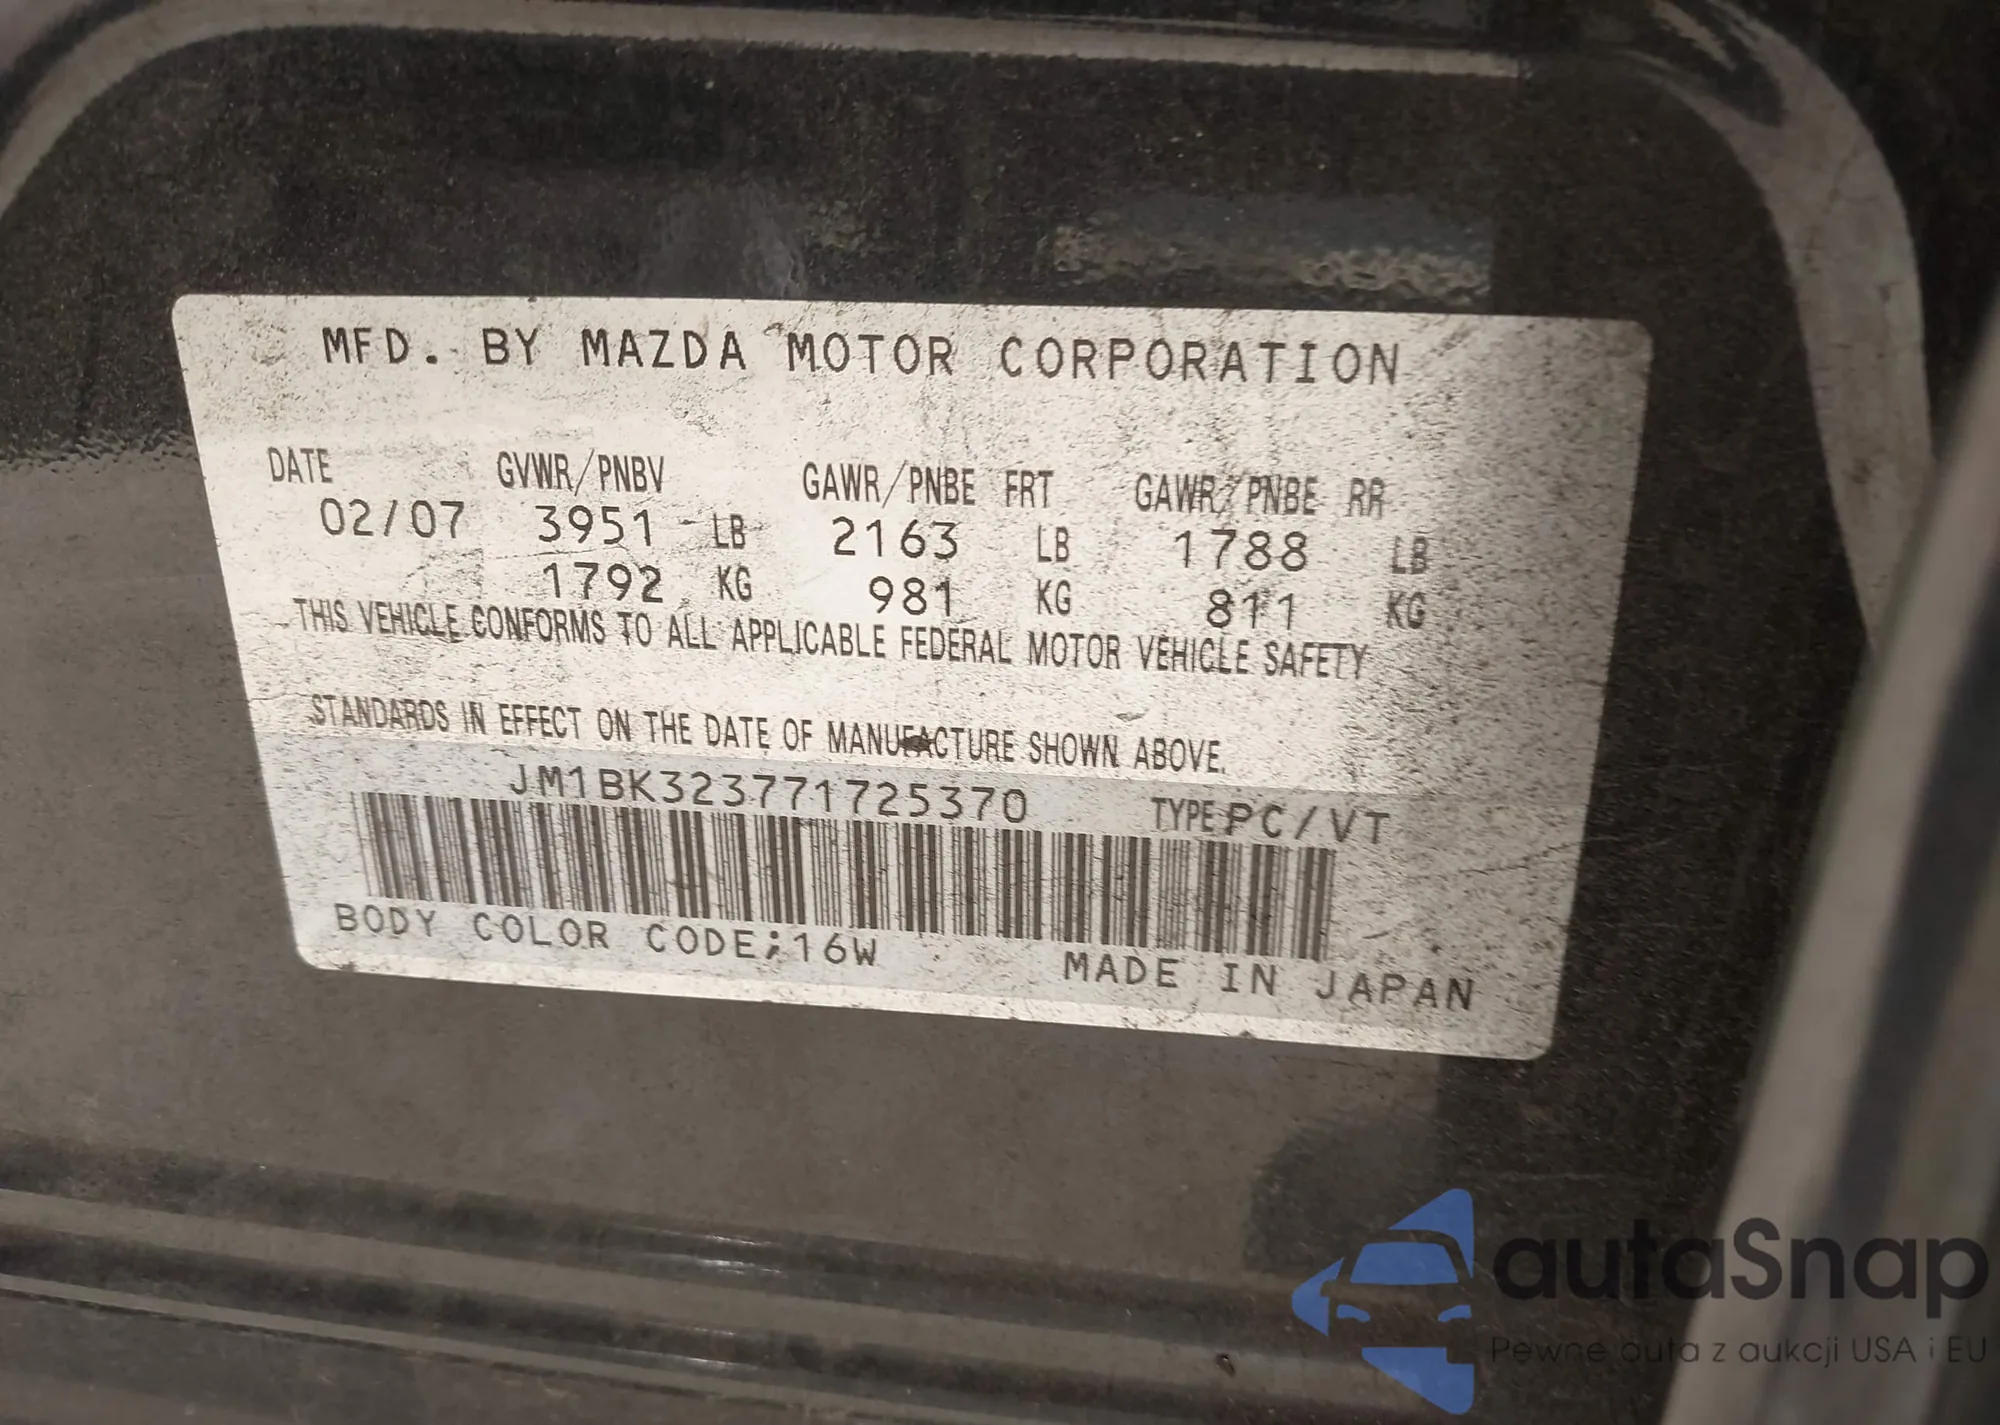 MFD. BY MAZDA MOTOR CORPORATION
DATE GVWR/PNBV GAWR/PNBE FRT GAWR/PNBE RR
02/07 3951 LB 2163 LB 1788 LB
1792 KG 981 KG 811 KG
THIS VEHICLE CONFORMS TO ALL APPLICABLE FEDERAL MOTOR VEHICLE SAFETY
STANDARDS IN EFFECT ON THE DATE OF MANUFACTURE SHOWN ABOVE.
JM1BK323771725370 TYPE PC/VT
BODY COLOR CODE;16W MADE IN JAPAN
autaSnap
Pewne auta z aukcji USA i EU